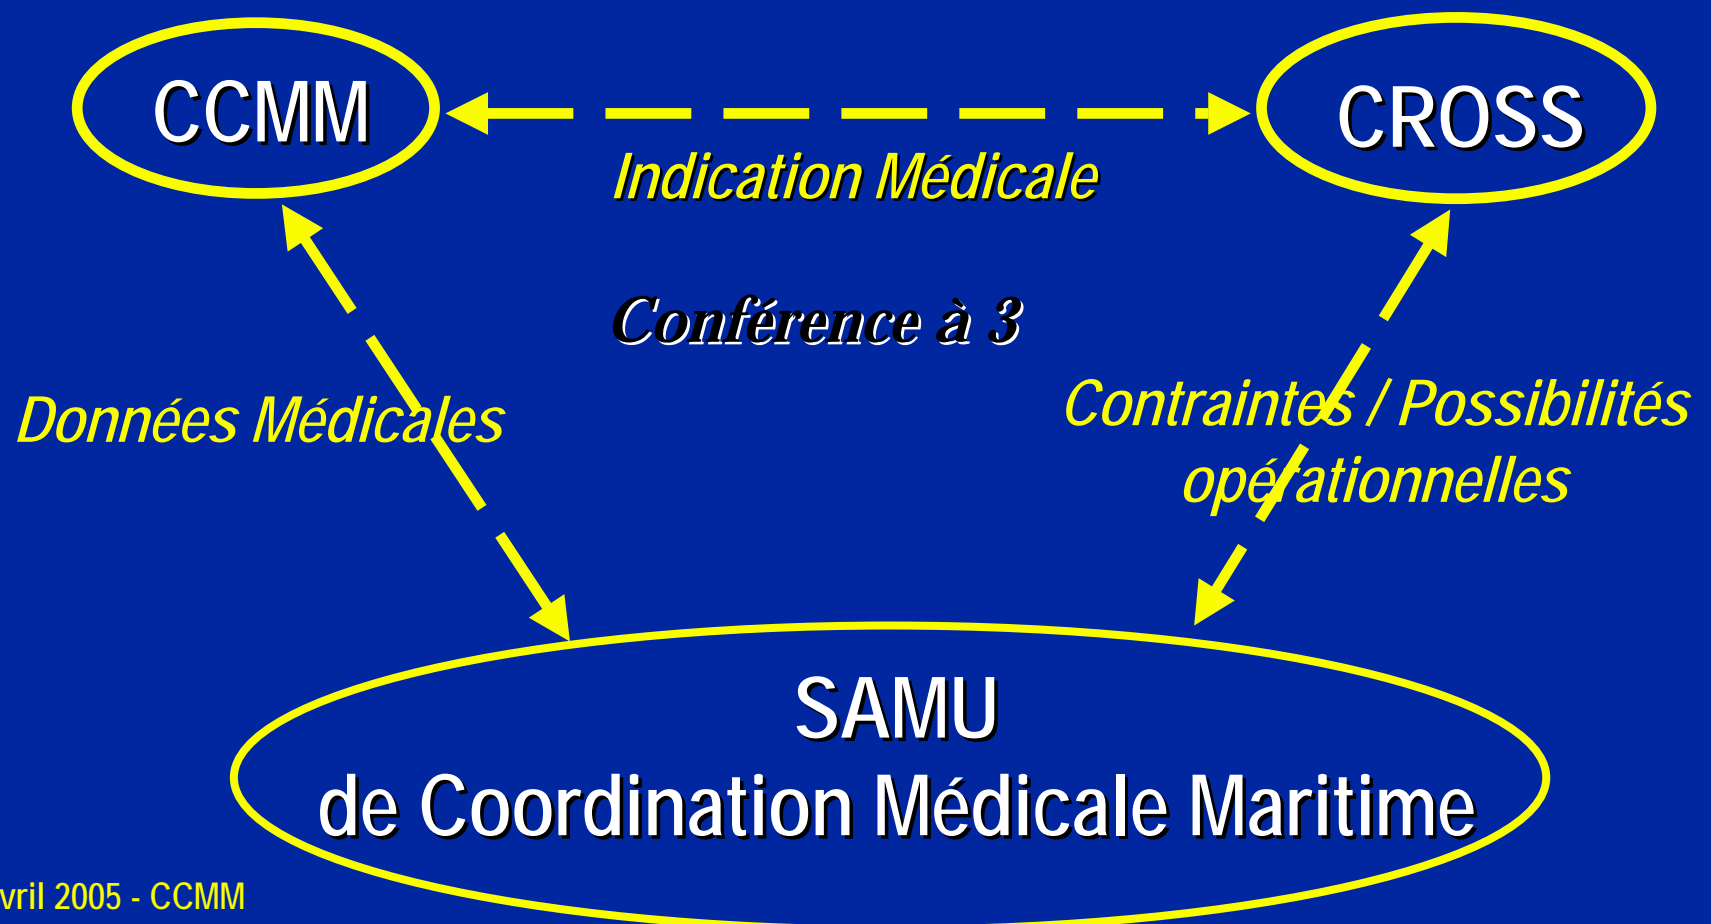 CCMM
CROSS
Indication Médicale
Conférence à 3
Données Médicales
Contraintes / Possibilités
opérationnelles
SAMU
de Coordination Médicale Maritime
vril 2005 - CCMM